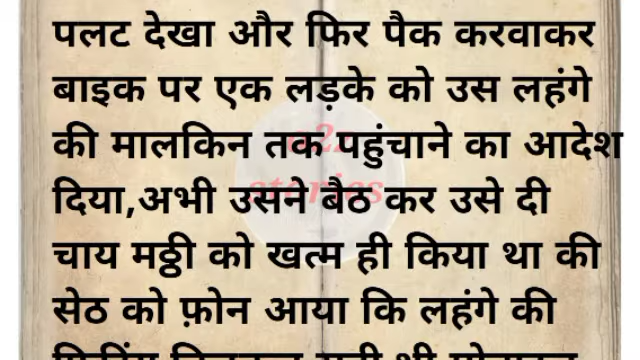 पलट देखा और फिर पैक करवाकर
बाइक पर एक लड़के को उस लहंगे
की मालकिन तक पहुंचाने का आदेश
दिया,अभी उसने बैठ कर उसे दी
चाय मठ्ठी को खत्म ही किया था की
सेठ को फ़ोन आया कि लहंगे की